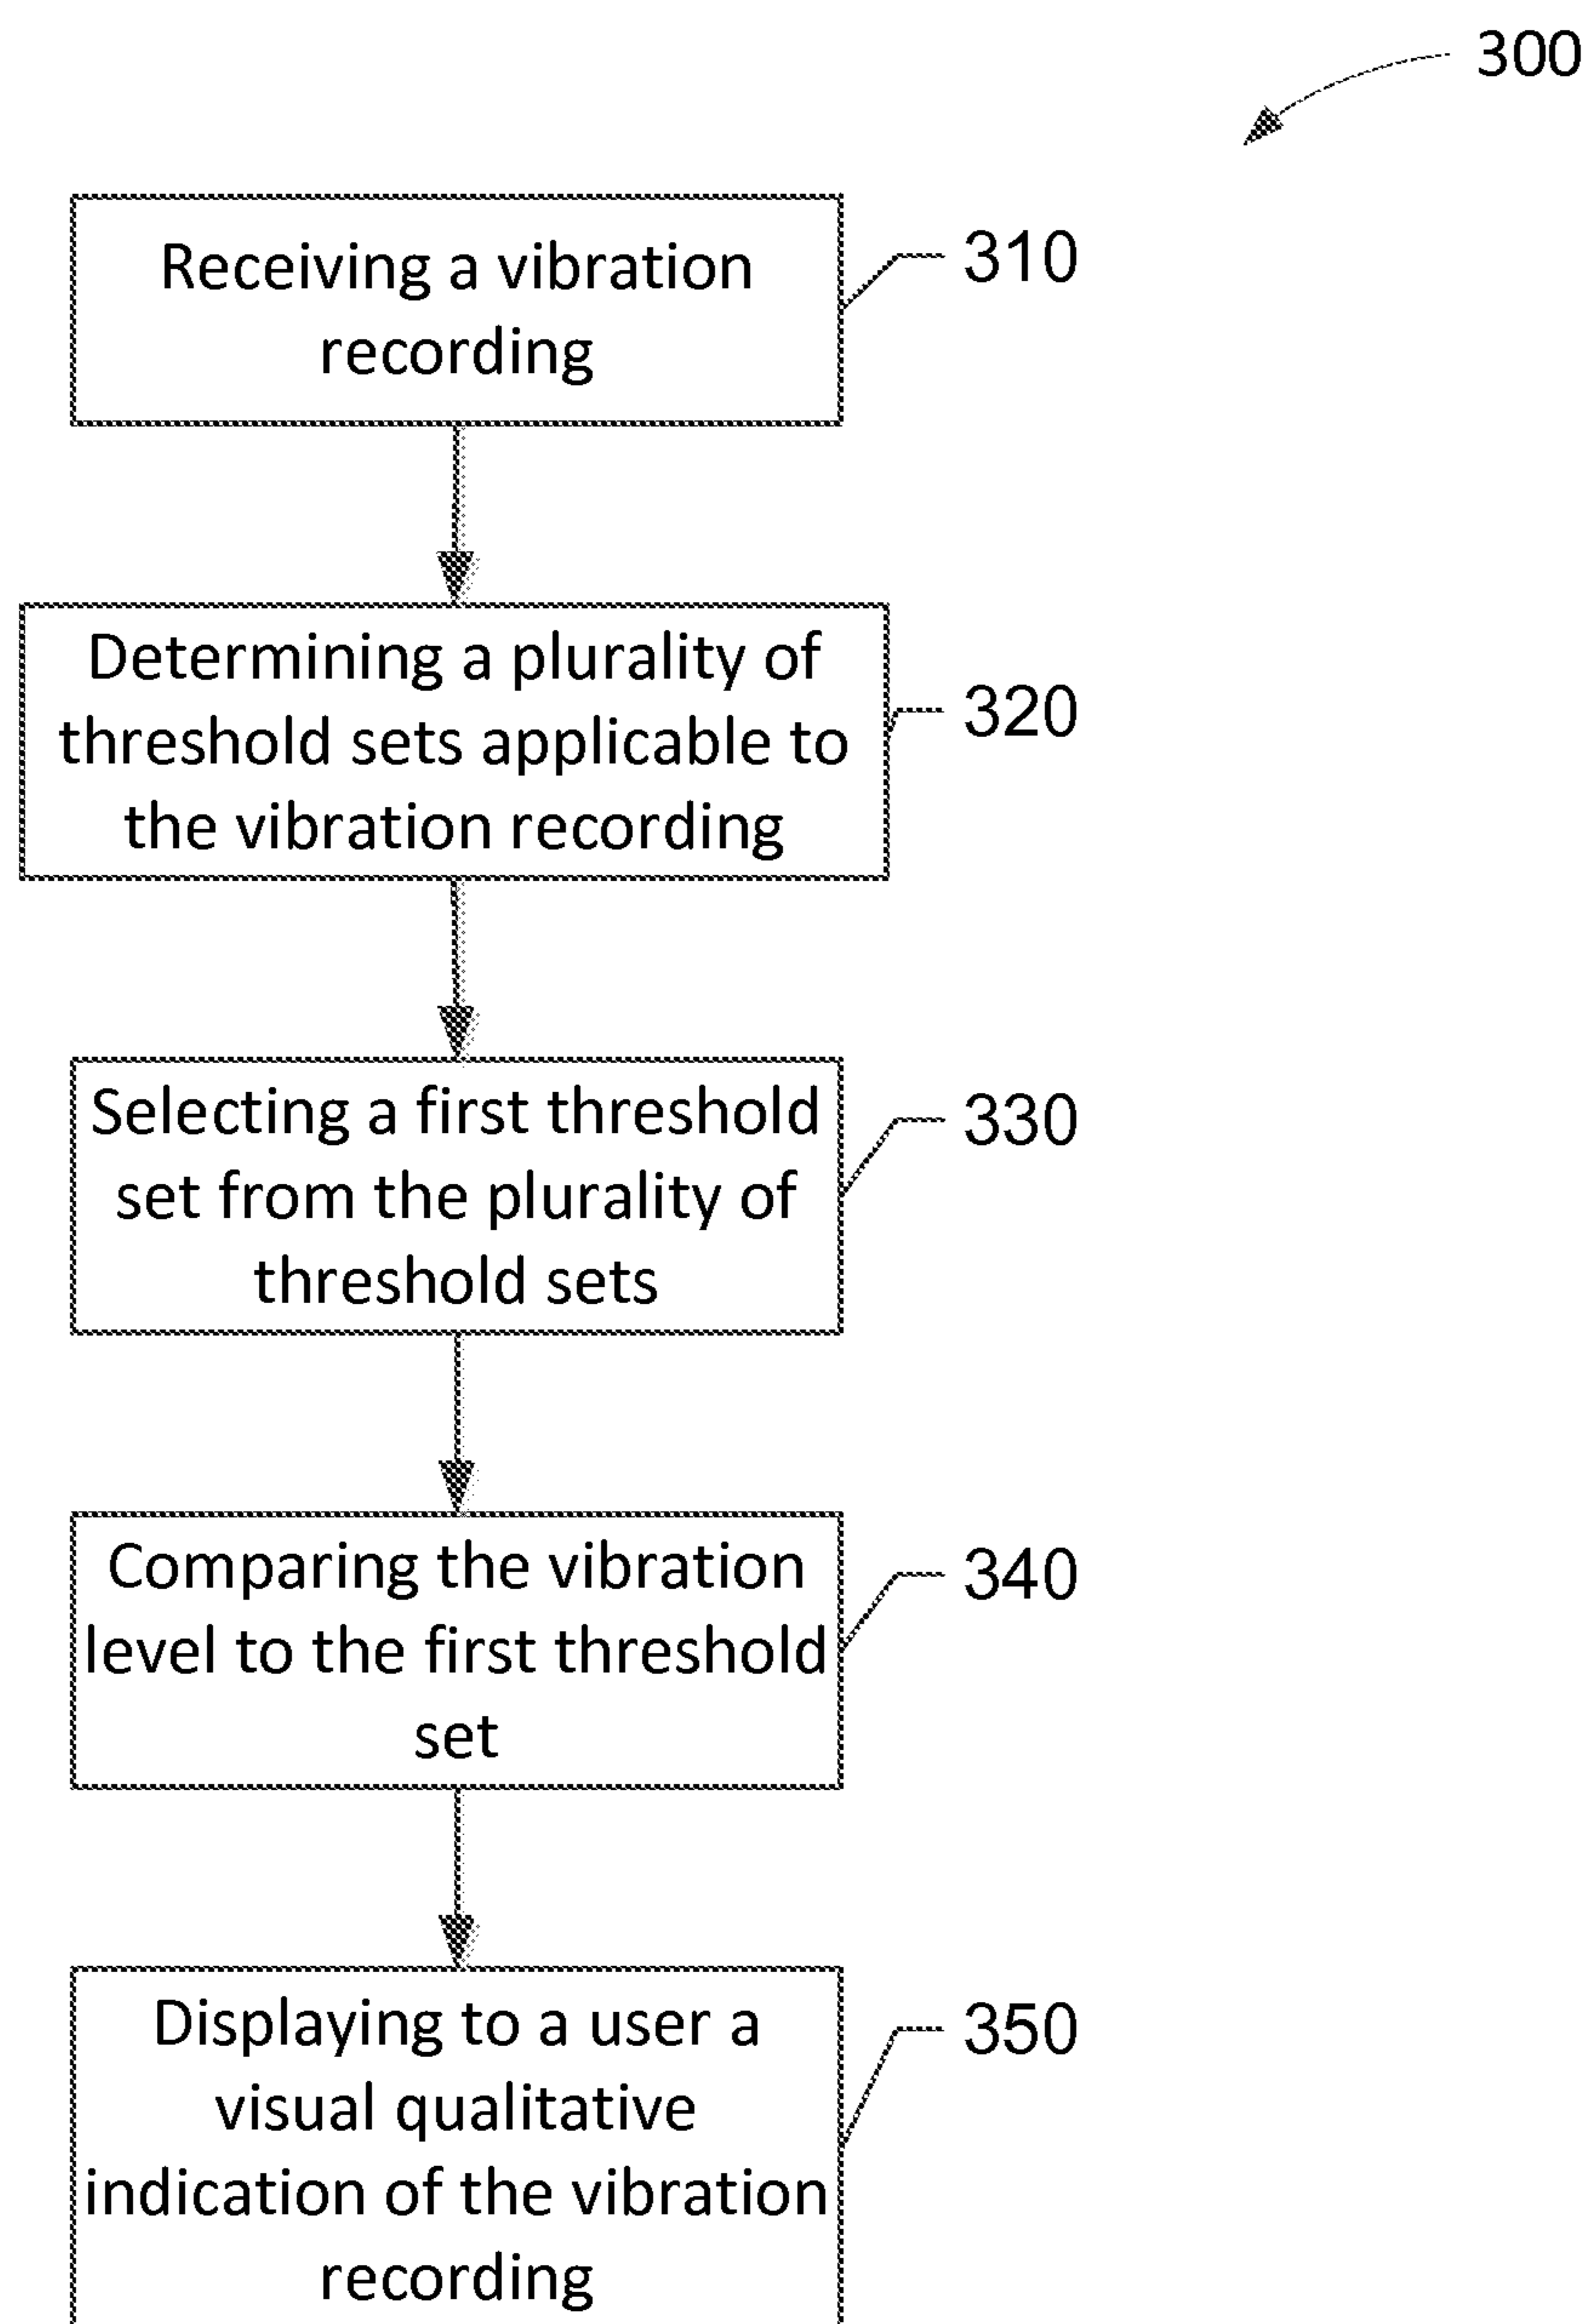 300
Receiving a vibration
recording
310
Determining a plurality of
threshold sets applicable to
the vibration recording
320
Selecting a first threshold
set from the plurality of
threshold sets
330
Comparing the vibration
level to the first threshold
set
340
Displaying to a user a
visual qualitative
indication of the vibration
recording
350